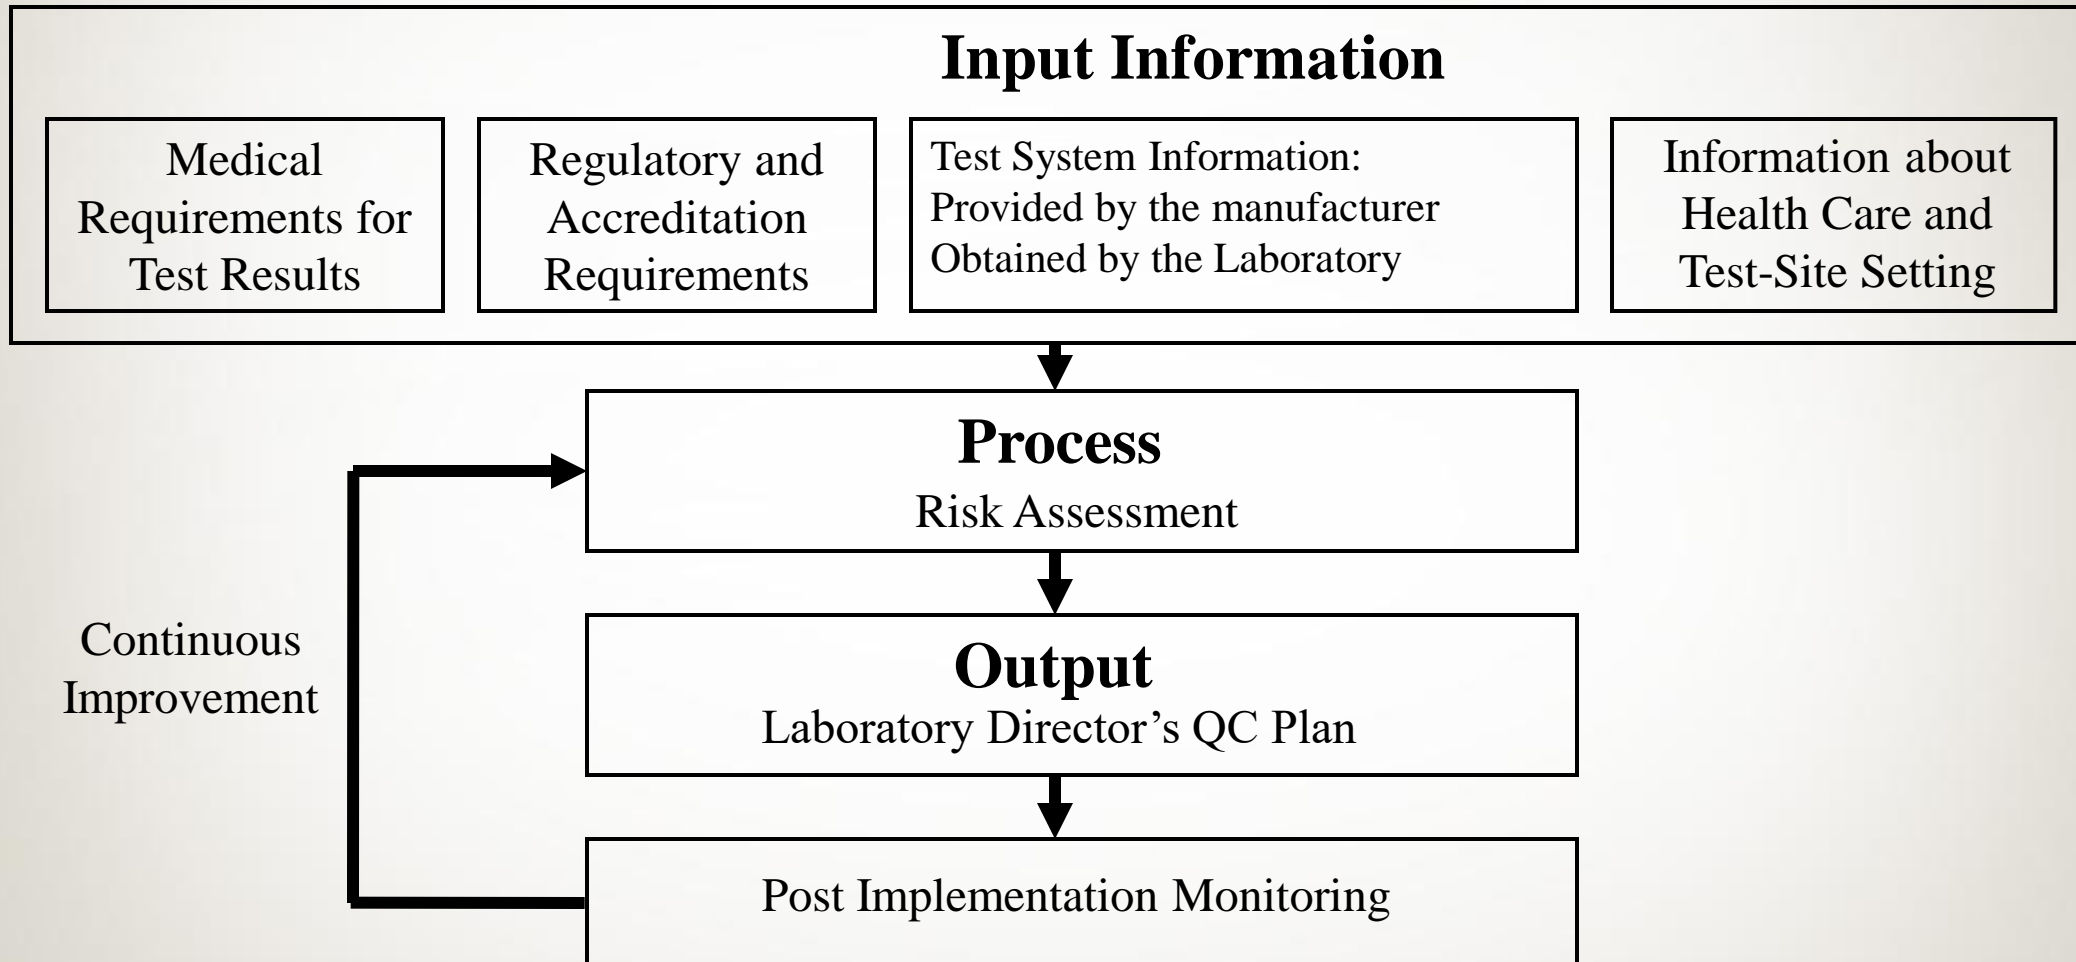 Input Information
Medical
Requirements for
Test Results
Regulatory and
Accreditation
Requirements
Test System Information:
Provided by the manufacturer
Obtained by the Laboratory
Information about
Health Care and
Test-Site Setting
Process
Risk Assessment
Continuous
Improvement
Output
Laboratory Director’s QC Plan
Post Implementation Monitoring